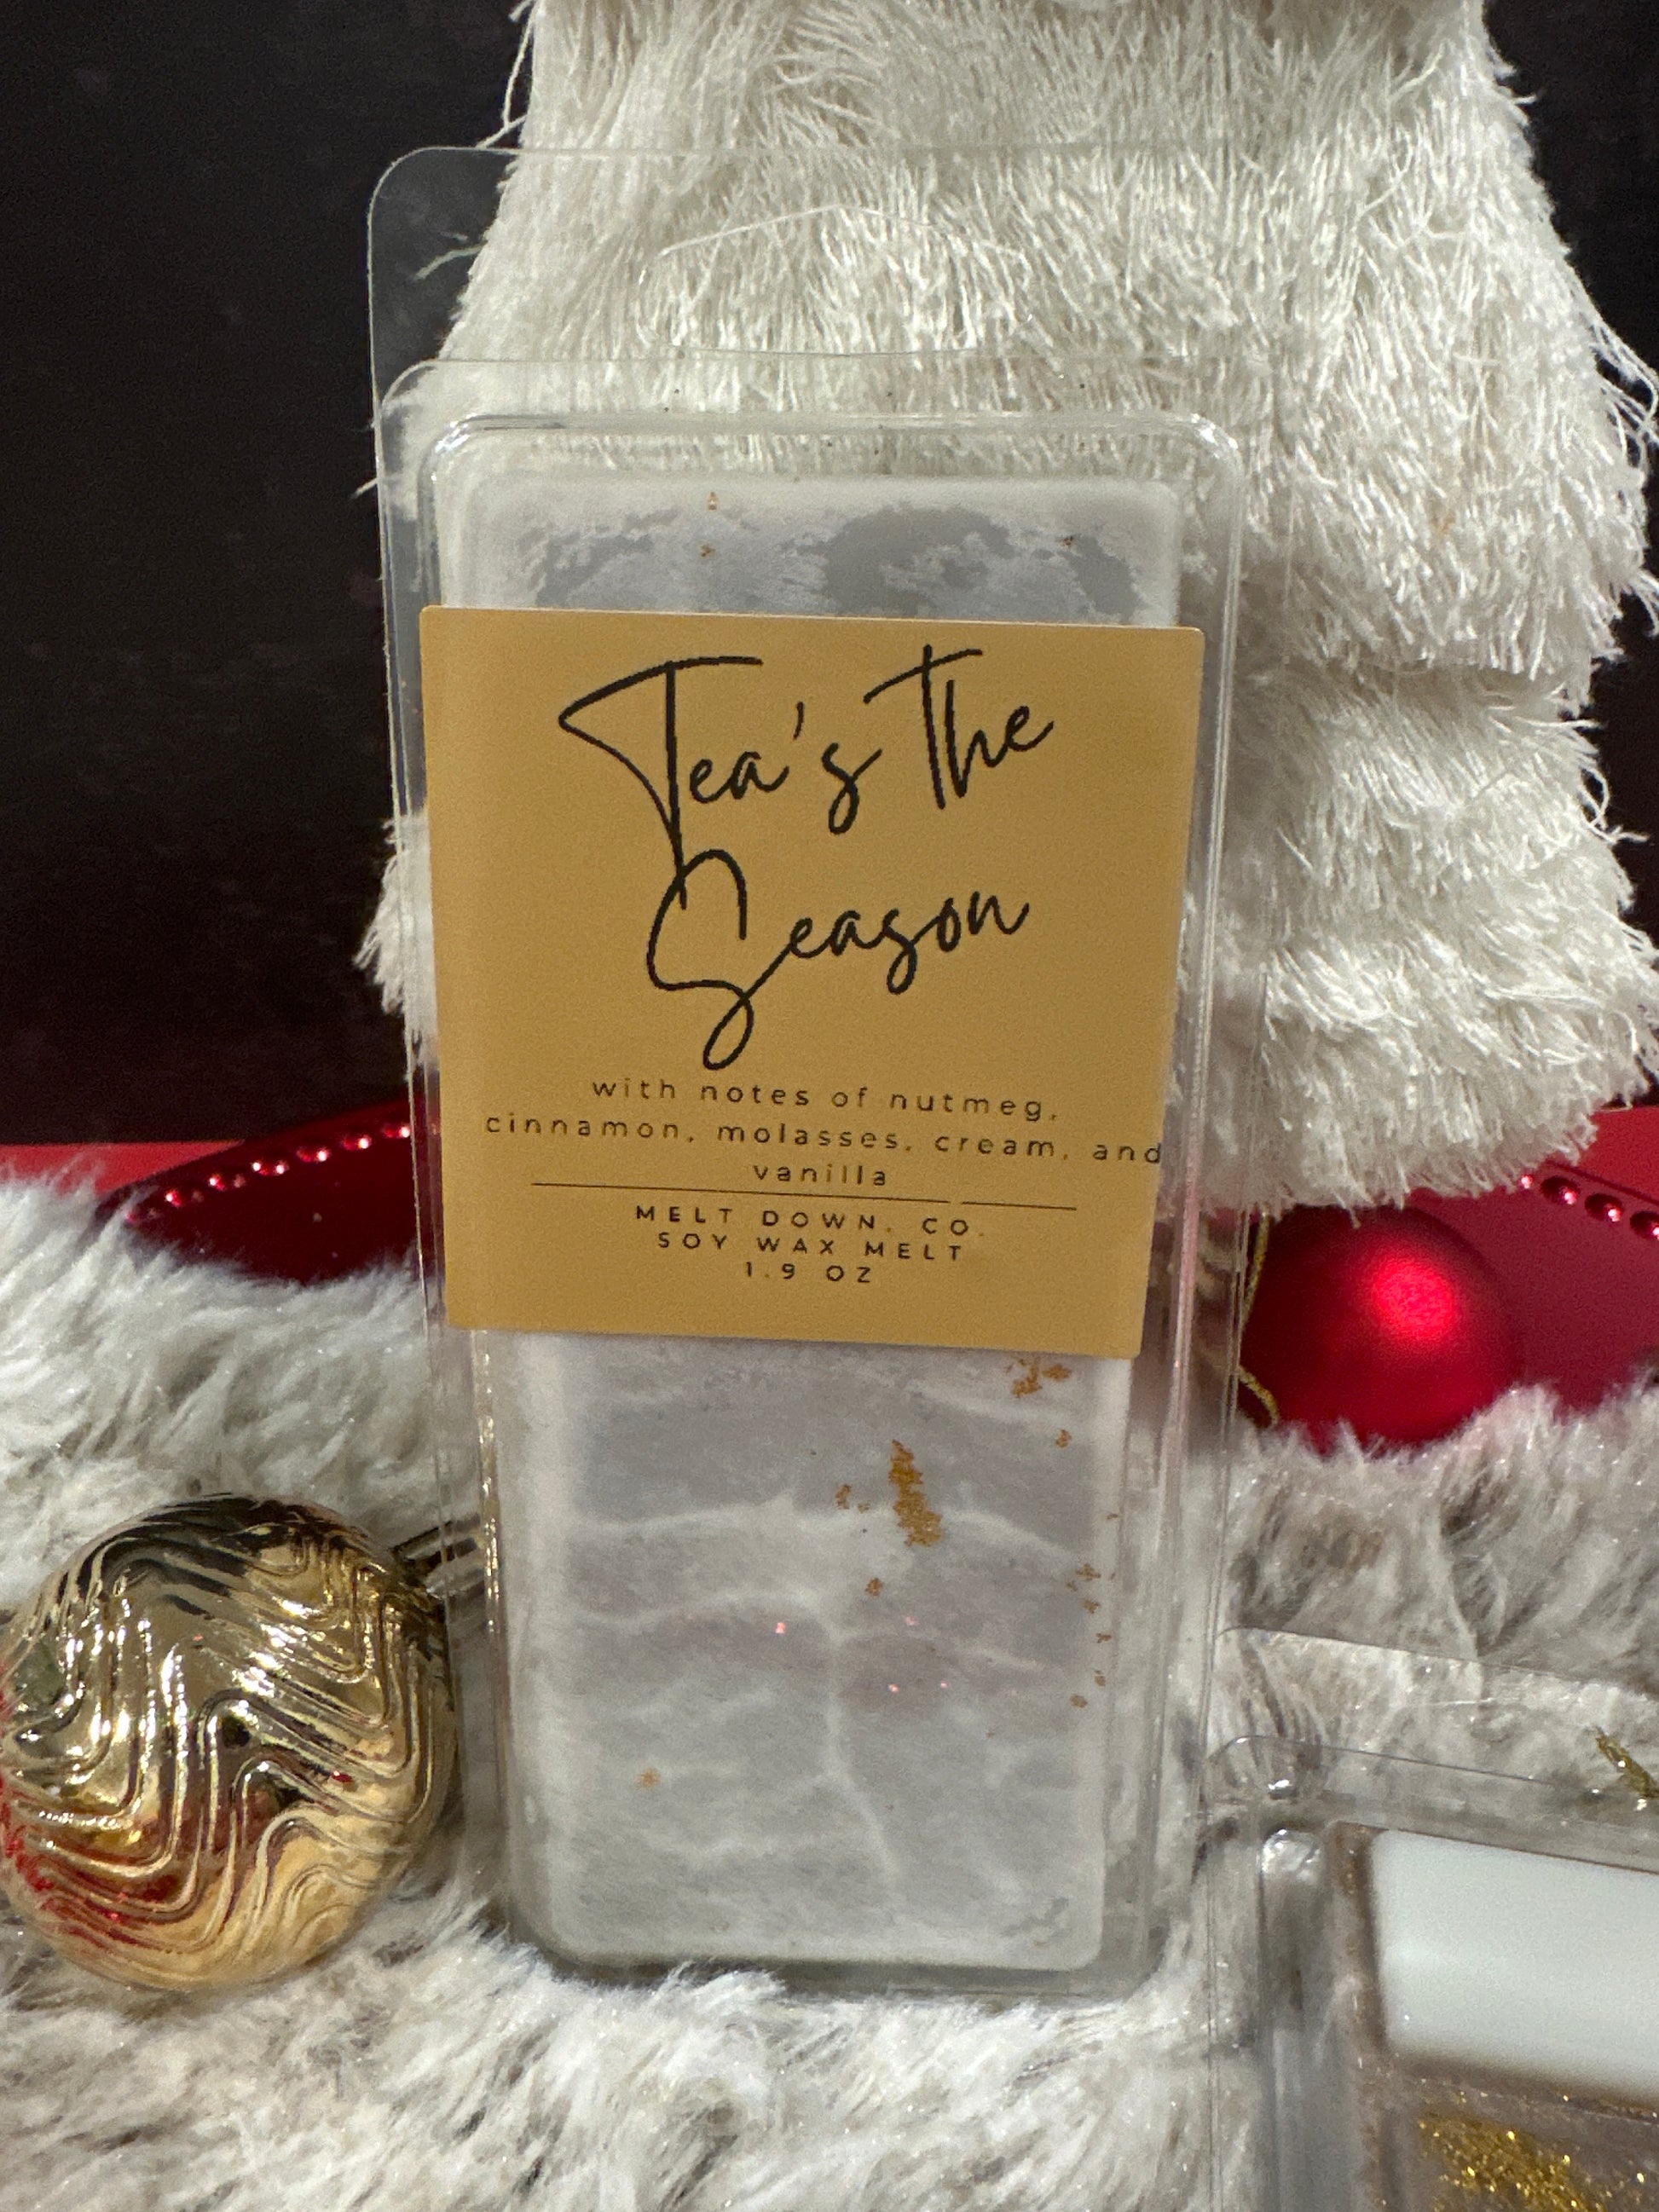 Tea's the
Season
with notes of nutmeg,
cinnamon, molasses, cream, and
vanilla
MELT DOWN. CO.
SOY WAX MELT
1.9 OZ